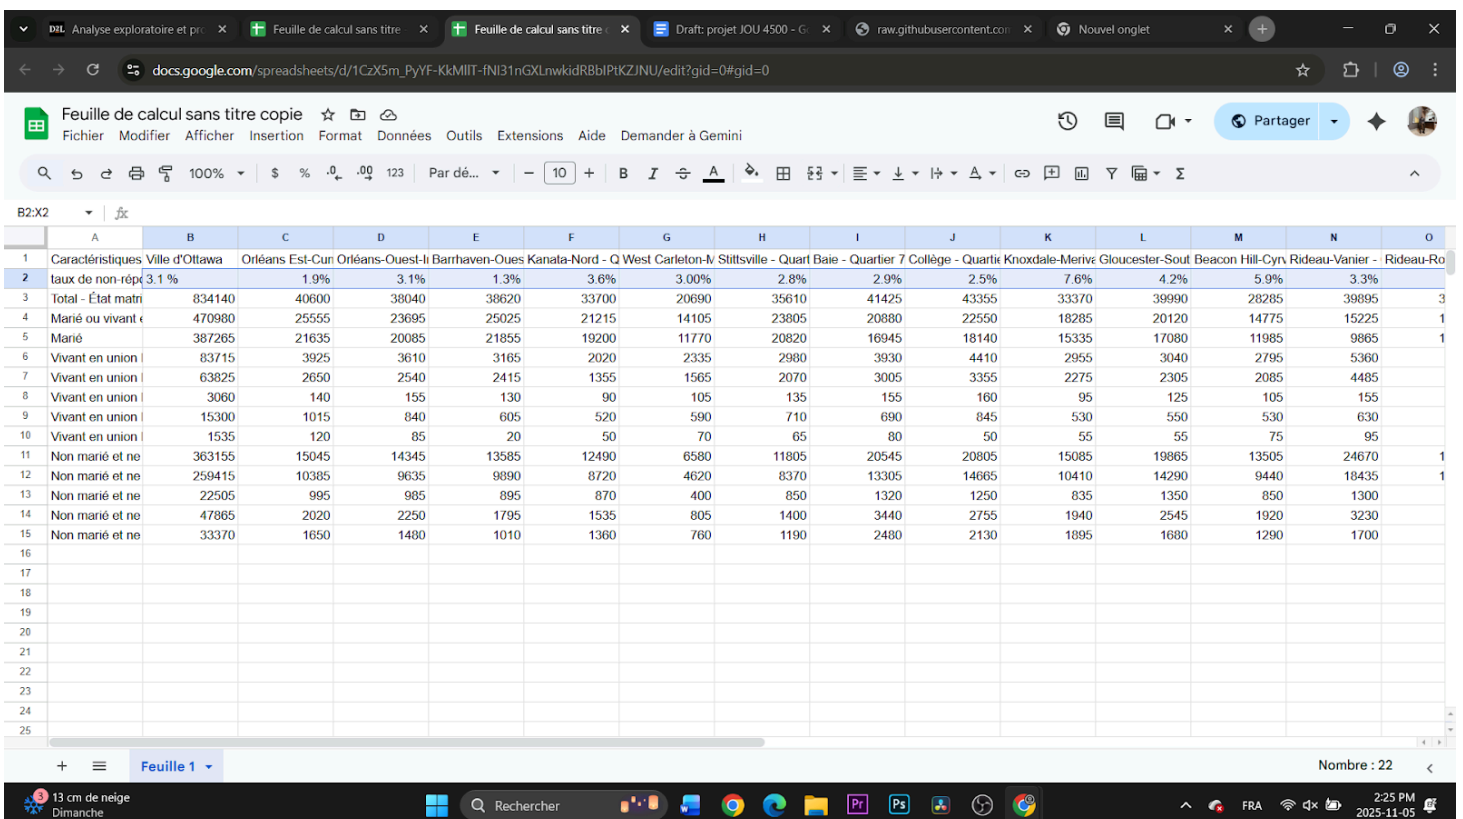 D2L Analyse exploratoire et pro
Feuille de calcul sans titre
Feuille de calcul sans titre c
Draft: projet JOU 4500 - Go
raw.githubusercontent.com
Nouvel onglet
docs.google.com/spreadsheets/d/1CzX5m_PyYF-KkMllT-fNI31nGXLnwkidRBbIPtKZJNU/edit?gid=0#gid=0
Feuille de calcul sans titre copie
Fichier Modifier Afficher Insertion Format Données Outils Extensions Aide Demander à Gemini
Partager
100% $ % .0 .00 123 Par dé... − 10 + B I A
B2:X2 fx
A B C D E F G H I J K L M N O
1 Caractéristiques Ville d'Ottawa Orléans Est-Cum Orléans-Ouest-I Barrhaven-Oues Kanata-Nord - Q West Carleton-M Stittsville - Quart Baie - Quartier 7 Collège - Quartie Knoxdale-Meriva Gloucester-Sout Beacon Hill-Cyrv Rideau-Vanier - Rideau-Ro
2 taux de non-répo 3.1 % 1.9% 3.1% 1.3% 3.6% 3.00% 2.8% 2.9% 2.5% 7.6% 4.2% 5.9% 3.3%
3 Total - État matri 834140 40600 38040 38620 33700 20690 35610 41425 43355 33370 39990 28285 39895 3
4 Marié ou vivant e 470980 25555 23695 25025 21215 14105 23805 20880 22550 18285 20120 14775 15225 1
5 Marié 387265 21635 20085 21855 19200 11770 20820 16945 18140 15335 17080 11985 9865 1
6 Vivant en union l 83715 3925 3610 3165 2020 2335 2980 3930 4410 2955 3040 2795 5360
7 Vivant en union l 63825 2650 2540 2415 1355 1565 2070 3005 3355 2275 2305 2085 4485
8 Vivant en union l 3060 140 155 130 90 105 135 155 160 95 125 105 155
9 Vivant en union l 15300 1015 840 605 520 590 710 690 845 530 550 530 630
10 Vivant en union l 1535 120 85 20 50 70 65 80 50 55 55 75 95
11 Non marié et ne 363155 15045 14345 13585 12490 6580 11805 20545 20805 15085 19865 13505 24670 1
12 Non marié et ne 259415 10385 9635 9890 8720 4620 8370 13305 14665 10410 14290 9440 18435 1
13 Non marié et ne 22505 995 985 895 870 400 850 1320 1250 835 1350 850 1300
14 Non marié et ne 47865 2020 2250 1795 1535 805 1400 3440 2755 1940 2545 1920 3230
15 Non marié et ne 33370 1650 1480 1010 1360 760 1190 2480 2130 1895 1680 1290 1700
16
17
18
19
20
21
22
23
24
25
Feuille 1
Nombre : 22
3 13 cm de neige
Dimanche
Rechercher
Pr Ps
FRA
2:25 PM
2025-11-05